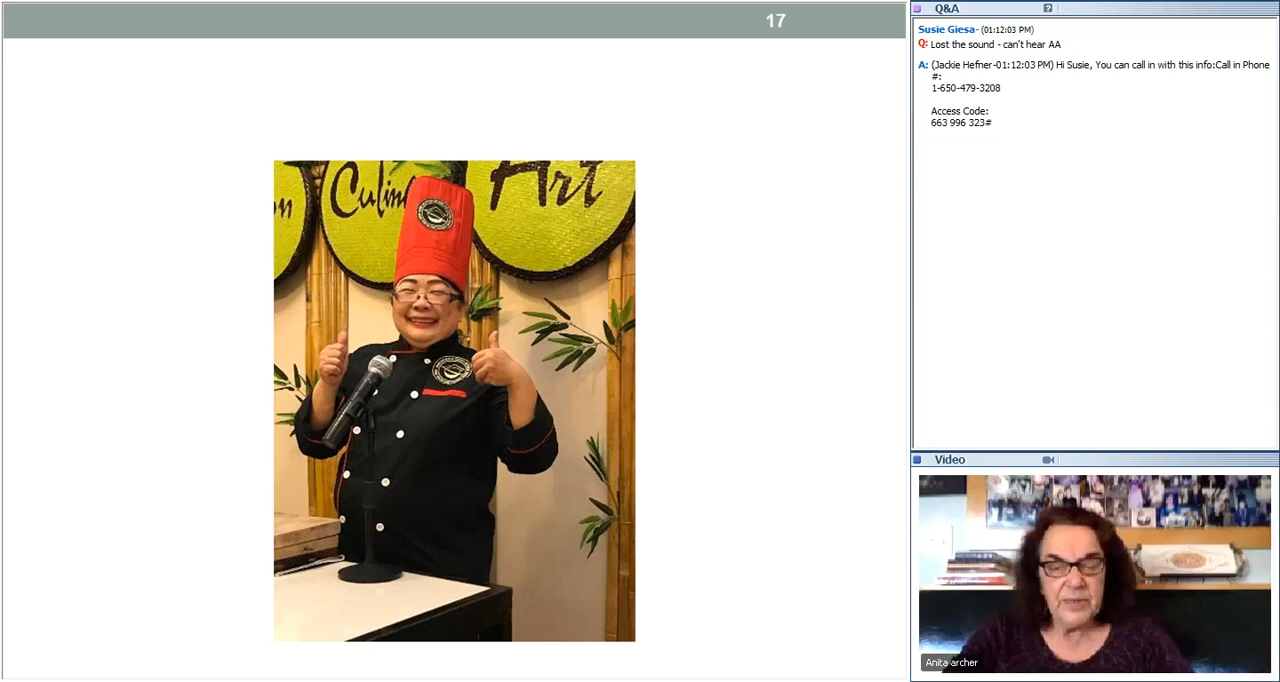 17
on
Culina
Art
Q&A
Susie Giesa- (01:12:03 PM)
Q: Lost the sound - can't hear AA
A: (Jackie Hefner-01:12:03 PM) Hi Susie, You can call in with this info:Call in Phone
#:
1-650-479-3208
Access Code:
663 996 323#
Video
Anita archer